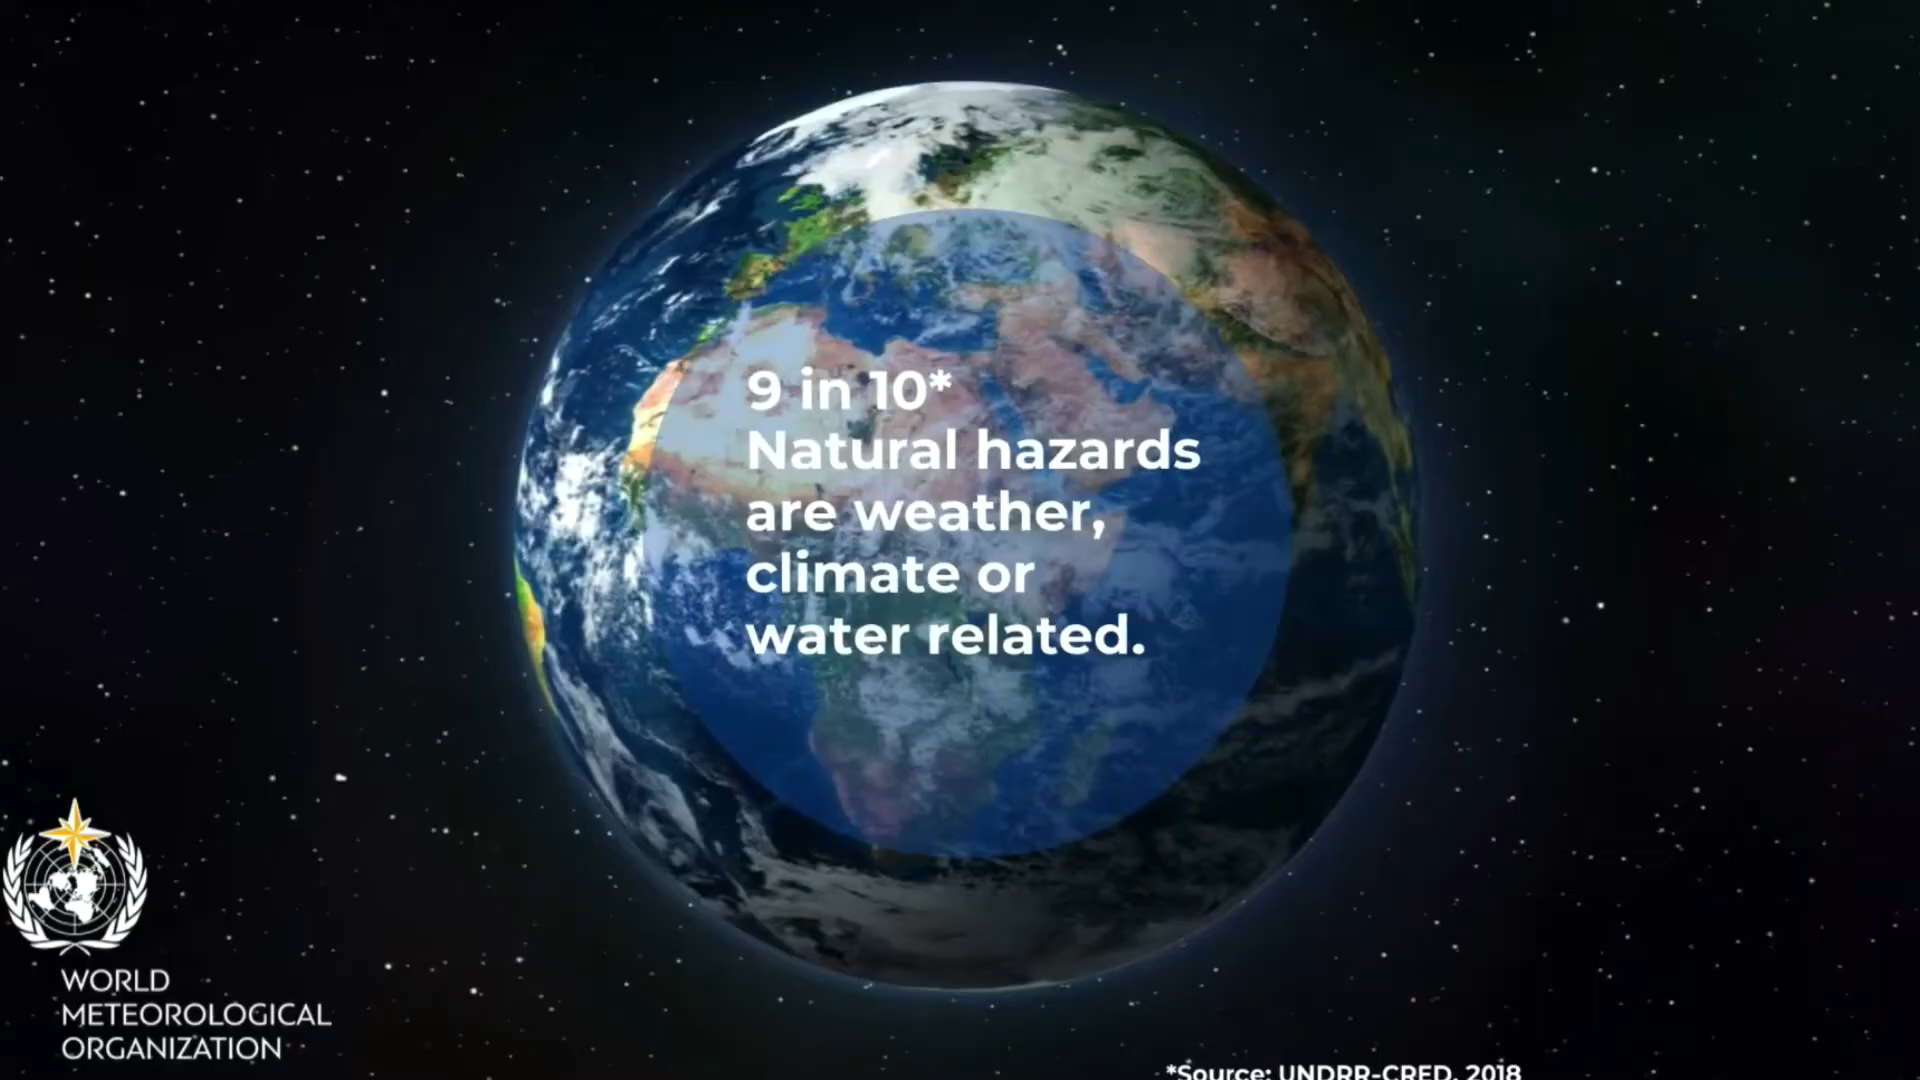 9 in 10*
Natural hazards
are weather,
climate or
water related.
WORLD
METEOROLOGICAL
ORGANIZATION
*Source: UNDRR-CRED, 2018